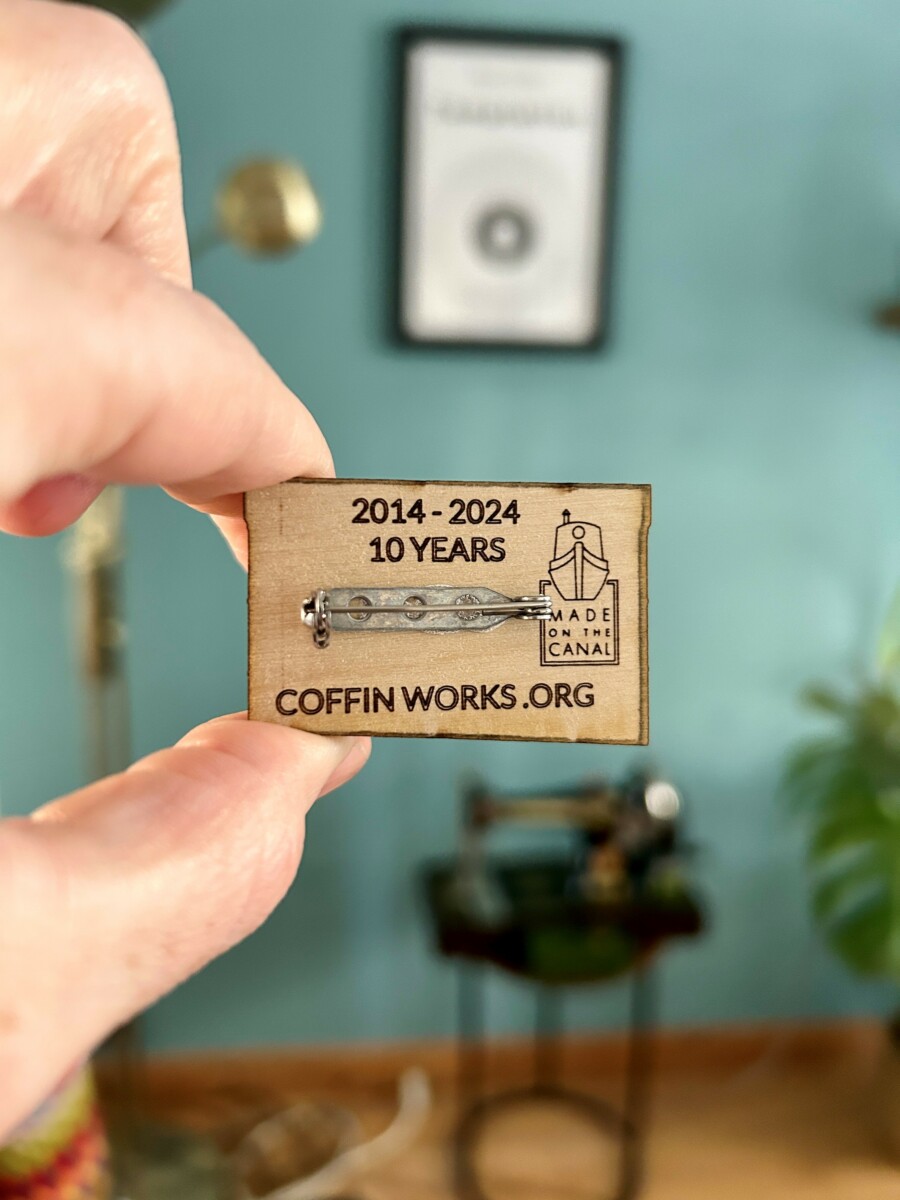 2014 - 2024
10 YEARS
MADE
ON THE
CANAL
COFFIN WORKS.ORG